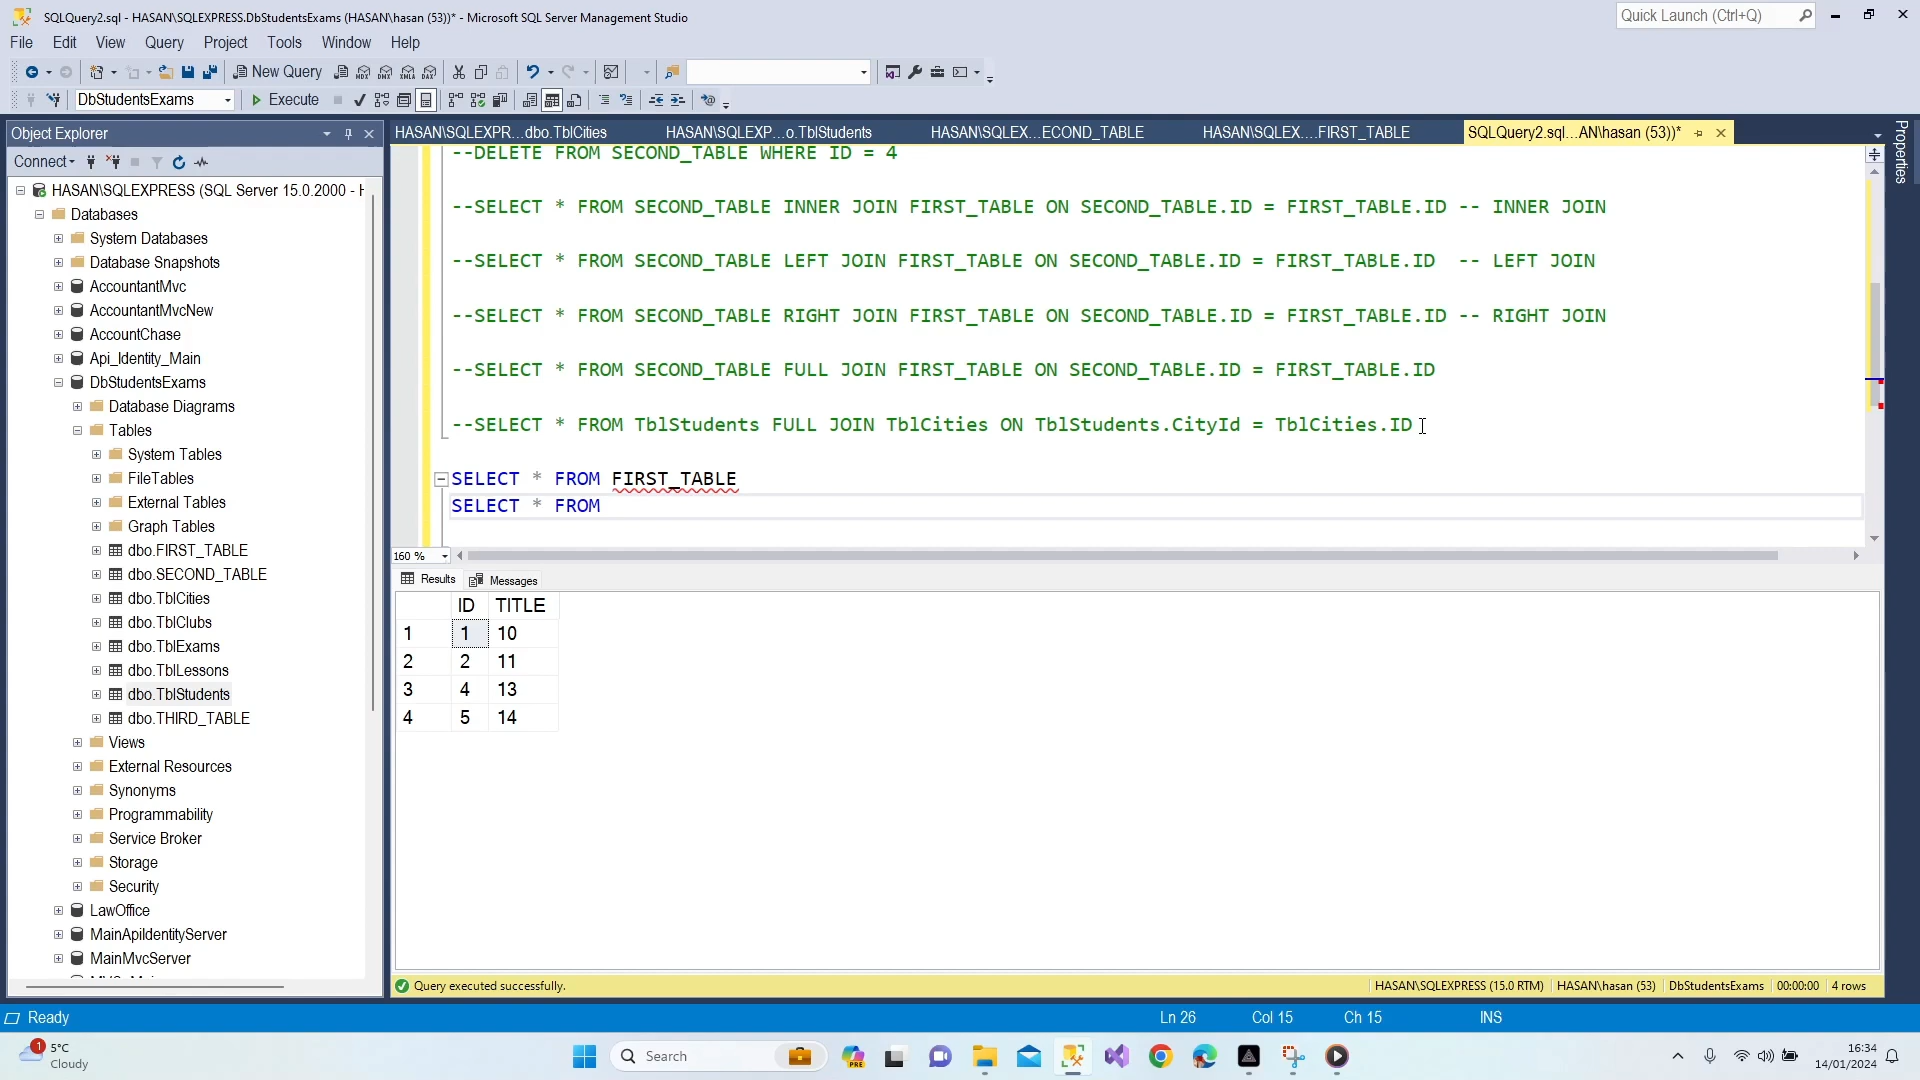 SQLQuery2.sql - HASAN\SQLEXPRESS.DbStudentsExams (HASAN\hasan (53))* - Microsoft SQL Server Management Studio
Quick Launch (Ctrl+Q)
File Edit View Query Project Tools Window Help
New Query
MDX DMX XMLA DAX
DbStudentsExams
Execute
Object Explorer
HASAN\SQLEXPR...dbo.TblCities
HASAN\SQLEXP...o.TblStudents
HASAN\SQLEX...ECOND_TABLE
HASAN\SQLEX....FIRST_TABLE
SQLQuery2.sql...AN\hasan (53))*
Properties
Connect
HASAN\SQLEXPRESS (SQL Server 15.0.2000 - H
Databases
System Databases
Database Snapshots
AccountantMvc
AccountantMvcNew
AccountChase
Api_Identity_Main
DbStudentsExams
Database Diagrams
Tables
System Tables
FileTables
External Tables
Graph Tables
dbo.FIRST_TABLE
dbo.SECOND_TABLE
dbo.TblCities
dbo.TblClubs
dbo.TblExams
dbo.TblLessons
dbo.TblStudents
dbo.THIRD_TABLE
Views
External Resources
Synonyms
Programmability
Service Broker
Storage
Security
LawOffice
MainApiIdentityServer
MainMvcServer
--DELETE FROM SECOND_TABLE WHERE ID = 4
--SELECT * FROM SECOND_TABLE INNER JOIN FIRST_TABLE ON SECOND_TABLE.ID = FIRST_TABLE.ID -- INNER JOIN
--SELECT * FROM SECOND_TABLE LEFT JOIN FIRST_TABLE ON SECOND_TABLE.ID = FIRST_TABLE.ID -- LEFT JOIN
--SELECT * FROM SECOND_TABLE RIGHT JOIN FIRST_TABLE ON SECOND_TABLE.ID = FIRST_TABLE.ID -- RIGHT JOIN
--SELECT * FROM SECOND_TABLE FULL JOIN FIRST_TABLE ON SECOND_TABLE.ID = FIRST_TABLE.ID
--SELECT * FROM TblStudents FULL JOIN TblCities ON TblStudents.CityId = TblCities.ID
SELECT * FROM FIRST_TABLE
SELECT * FROM
160 %
Results Messages
ID TITLE
1 1 10
2 2 11
3 4 13
4 5 14
Query executed successfully.
HASAN\SQLEXPRESS (15.0 RTM) HASAN\hasan (53) DbStudentsExams 00:00:00 4 rows
Ready
Ln 26 Col 15 Ch 15 INS
1
5°C
Cloudy
Search
PRE
16:34
14/01/2024